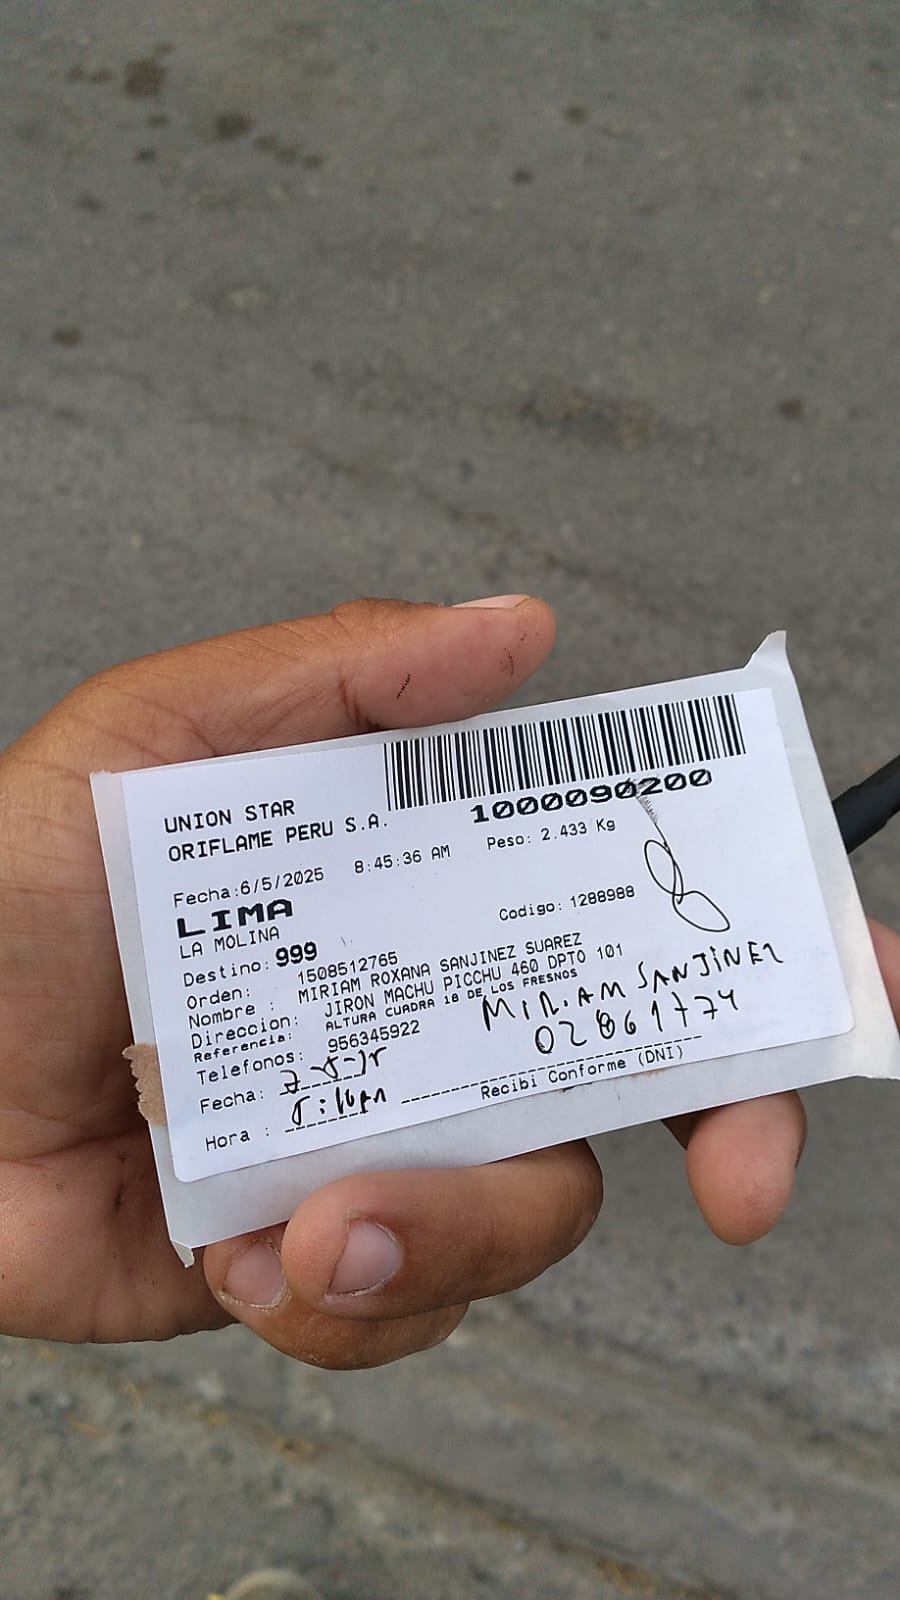 1000090200
UNION STAR
ORIFLAME PERU S.A.
Fecha:6/5/2025 8:45:36 AM Peso: 2.433 Kg
LIMA
LA MOLINA
Destino: 999 Codigo: 1288988
Orden: 1508512765
Nombre : MIRIAM ROXANA SANJINEZ SUAREZ
Direccion: JIRON MACHU PICCHU 460 DPTO 101
Referencia: ALTURA CUADRA 18 DE LOS FRESNOS
Telefonos: 956345922
MIRIAM SANJINEZ
02861774
Fecha:
Hora :
Recibi Conforme (DNI)